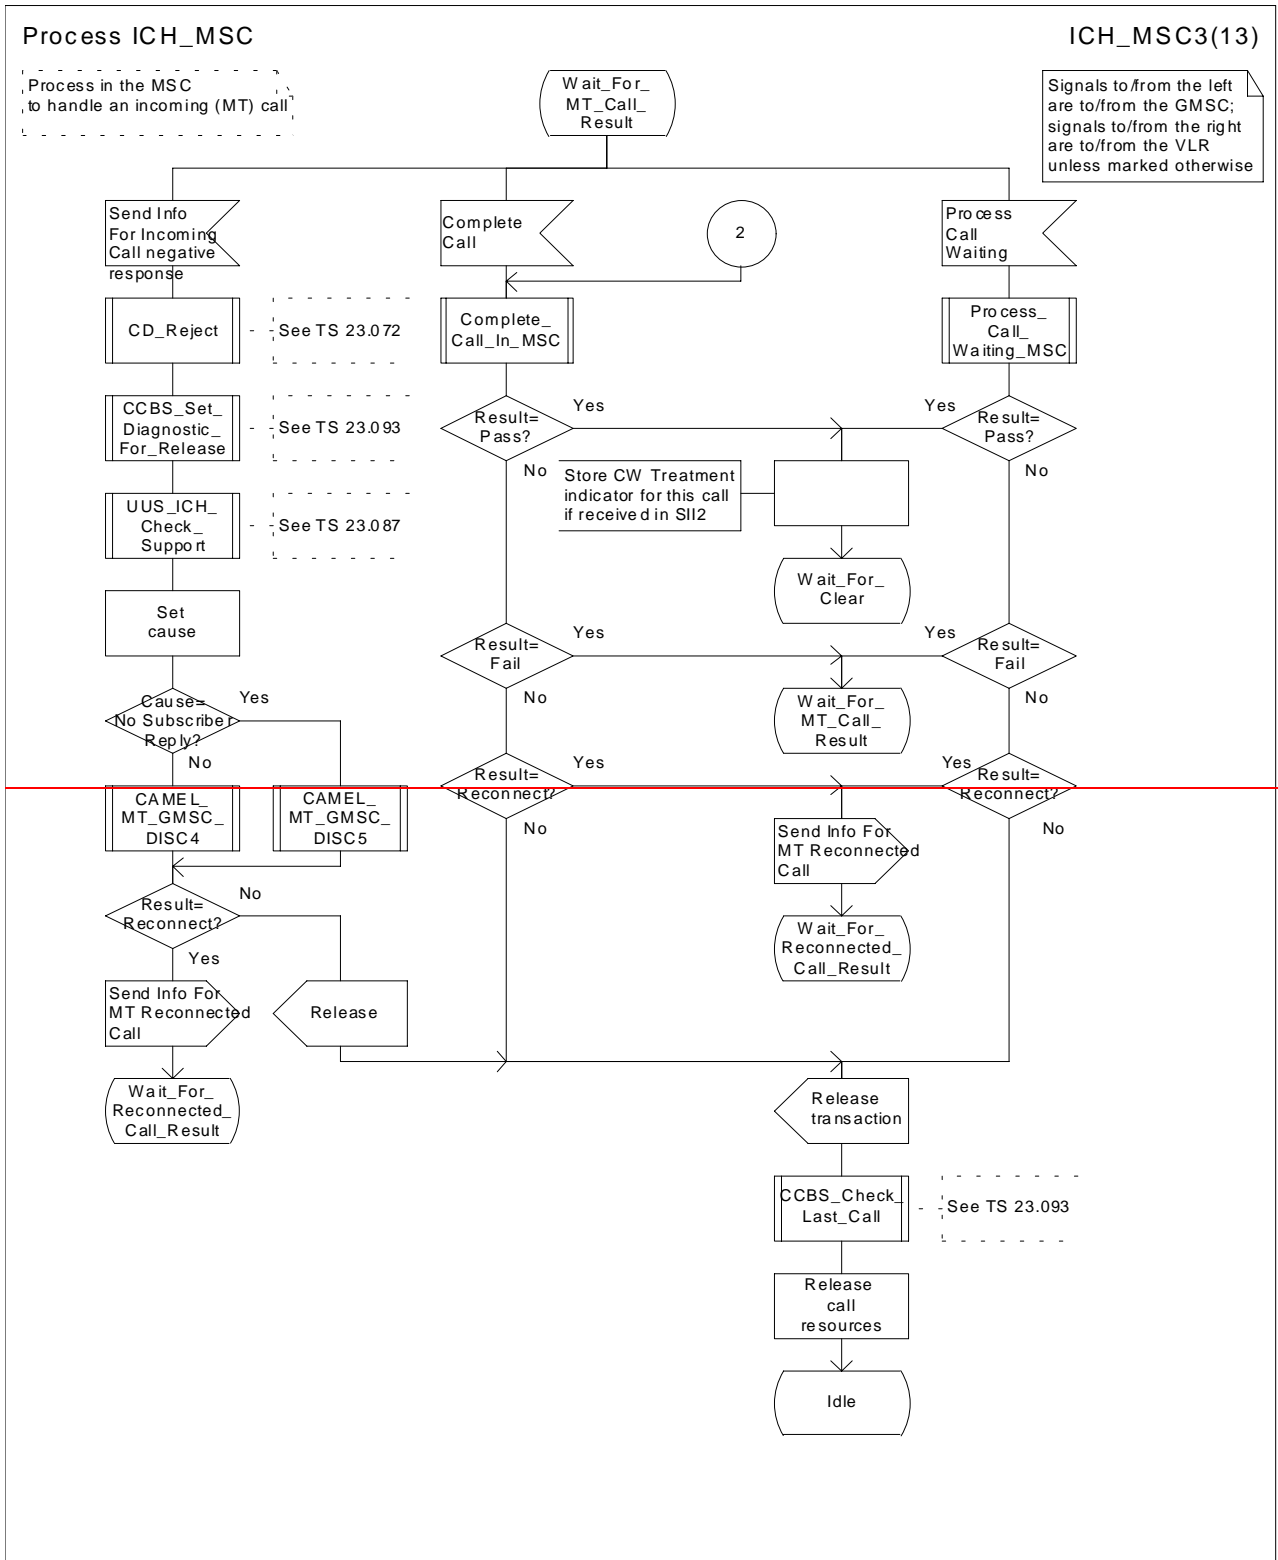 Process ICH_MSC
ICH_MSC3(13)
Process in the MSC
to handle an incoming (MT) call
Wait_For_
MT_Call_
Result
Signals to/from the left
are to/from the GMSC;
signals to/from the right
are to/from the VLR
unless marked otherwise
Send Info
For Incoming
Call negative
response
Complete
Call
2
Process
Call
Waiting
CD_Reject
See TS 23.072
Complete_
Call_In_MSC
Process_
Call_
Waiting_MSC
CCBS_Set_
Diagnostic_
For_Release
See TS 23.093
Result=
Pass?
Yes
No
Yes
Result=
Pass?
No
Store CW Treatment
indicator for this call
if received in SII2
UUS_ICH_
Check_
Support
See TS 23.087
Wait_For_
Clear
Set
cause
Result=
Fail
Yes
No
Yes
Result=
Fail
No
Wait_For_
MT_Call_
Result
Cause=
No Subscriber
Reply?
Yes
No
Result=
Reconnect?
Yes
No
Yes
Result=
Reconnect?
No
CAMEL_
MT_GMSC_
DISC4
CAMEL_
MT_GMSC_
DISC5
Send Info For
MT Reconnected
Call
Result=
Reconnect?
No
Yes
Wait_For_
Reconnected_
Call_Result
Send Info For
MT Reconnected
Call
Release
Wait_For_
Reconnected_
Call_Result
Release
transaction
CCBS_Check_
Last_Call
See TS 23.093
Release
call
resources
Idle